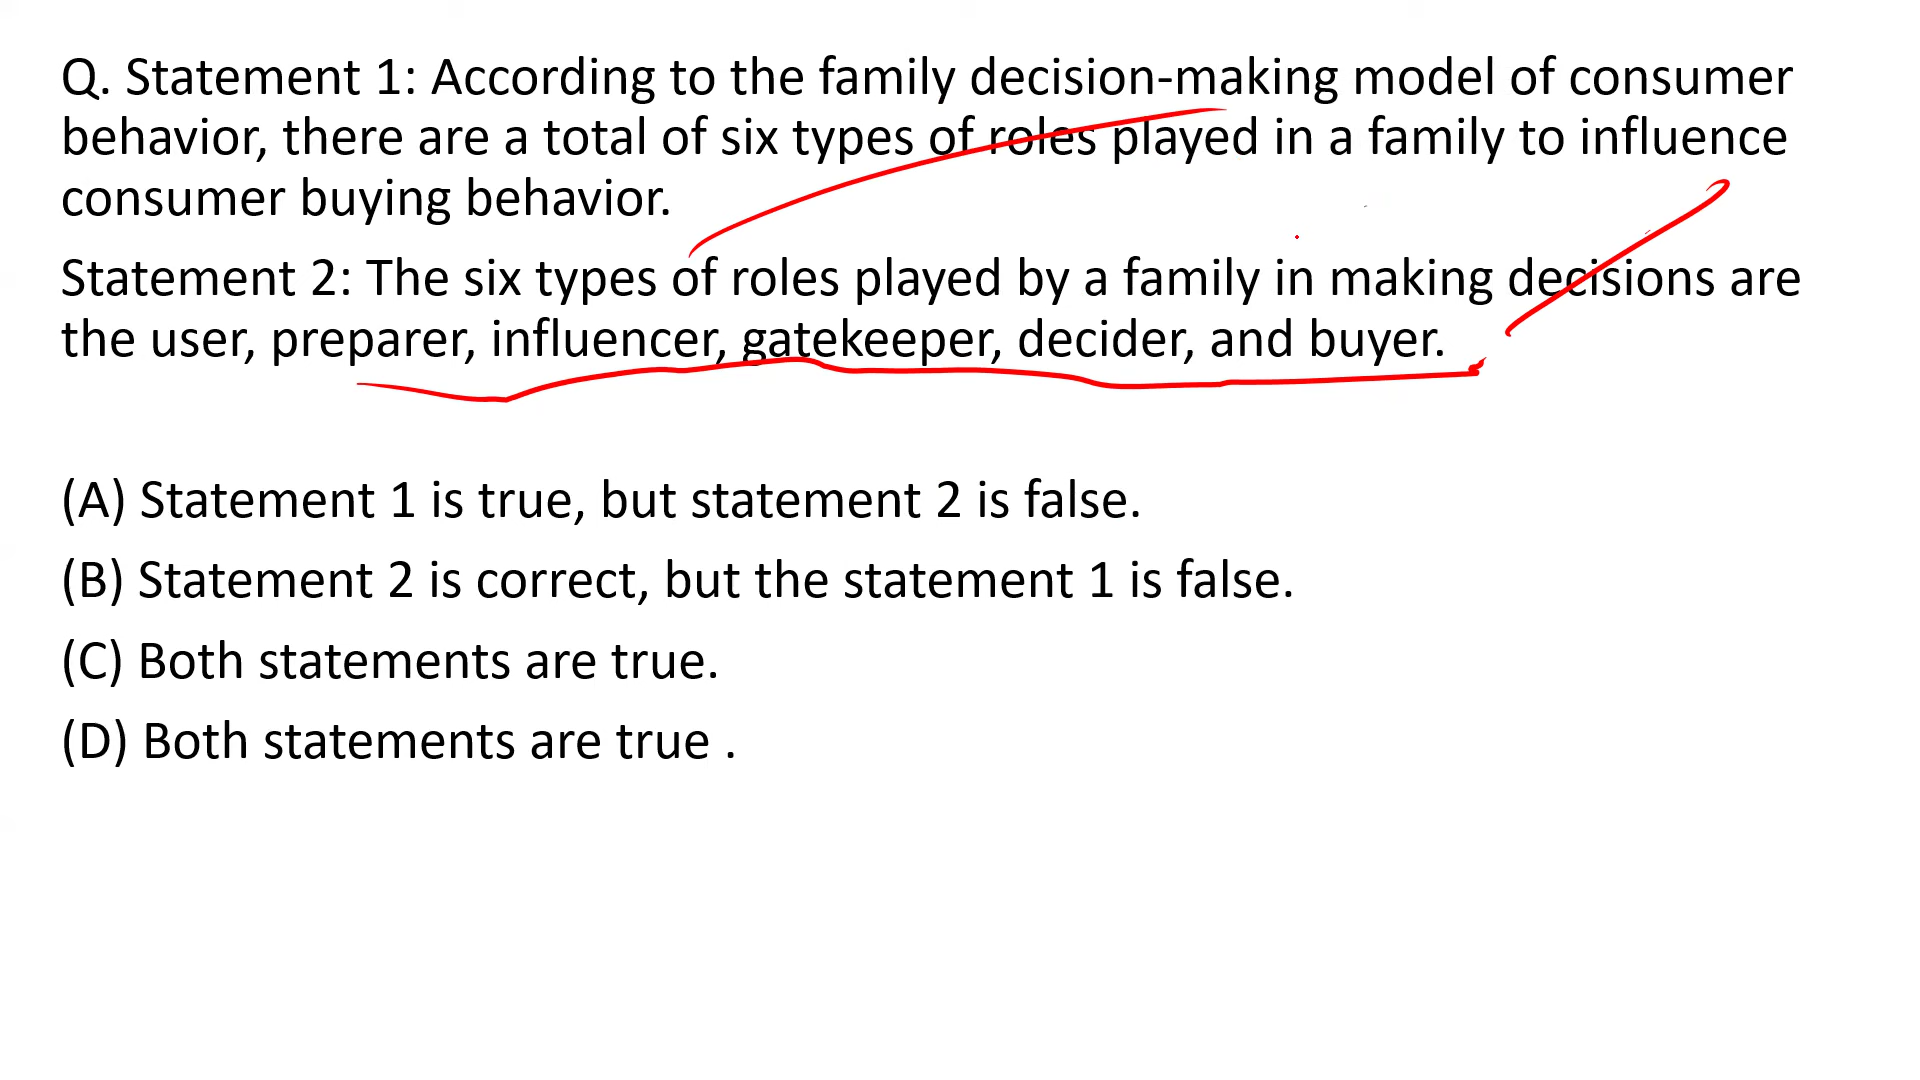 Q. Statement 1: According to the family decision-making model of consumer
behavior, there are a total of six types of roles played in a family to influence
consumer buying behavior.
Statement 2: The six types of roles played by a family in making decisions are
the user, preparer, influencer, gatekeeper, decider, and buyer.
(A) Statement 1 is true, but statement 2 is false.
(B) Statement 2 is correct, but the statement 1 is false.
(C) Both statements are true.
(D) Both statements are true .